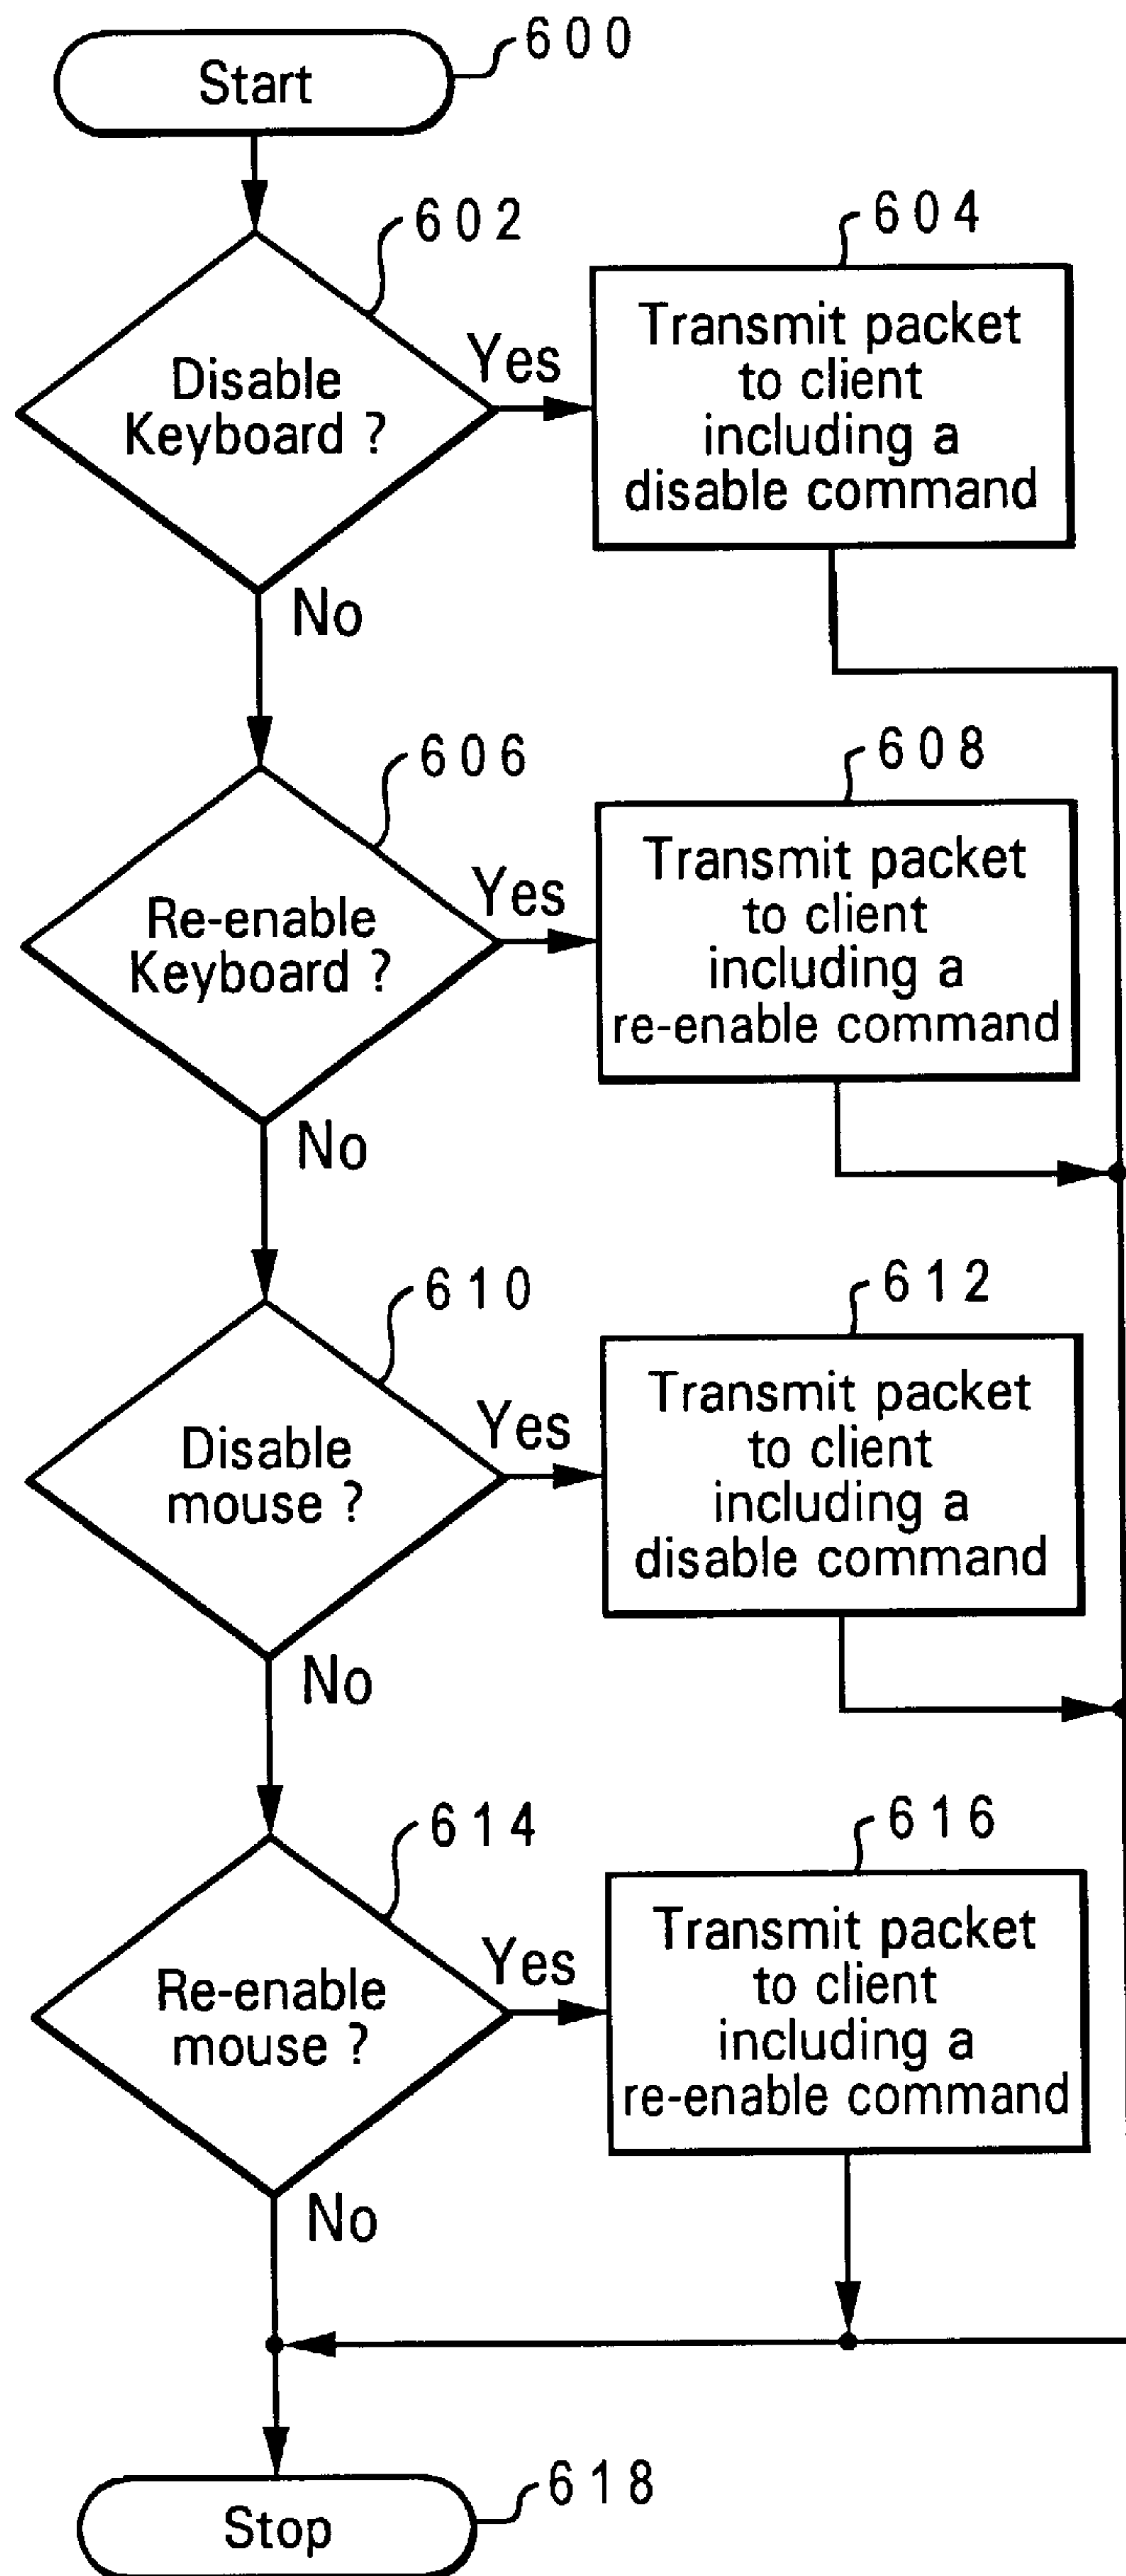 600
Start
602
604
Disable
Keyboard ?
Yes
Transmit packet
to client
including a
disable command
No
606
608
Re-enable
Keyboard ?
Yes
Transmit packet
to client
including a
re-enable command
No
610
612
Disable
mouse ?
Yes
Transmit packet
to client
including a
disable command
No
614
616
Re-enable
mouse ?
Yes
Transmit packet
to client
including a
re-enable command
No
618
Stop